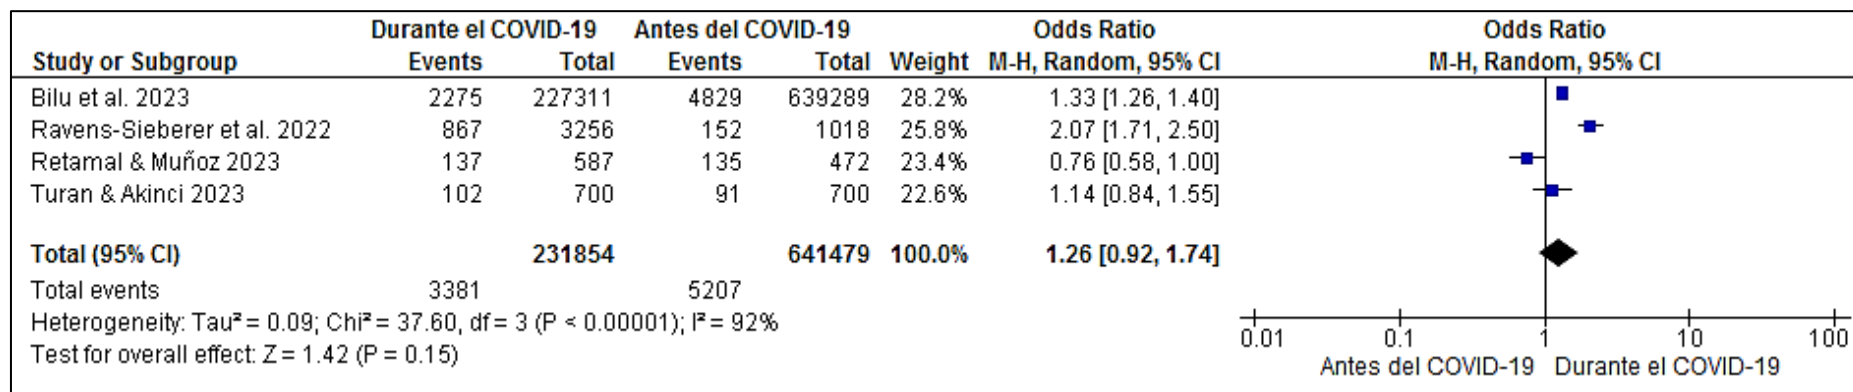 Durante el COVID-19 Antes del COVID-19 Odds Ratio Odds Ratio
Study or Subgroup Events Total Events Total Weight M-H, Random, 95% CI M-H, Random, 95% CI
Bilu et al. 2023 2275 227311 4829 639289 28.2% 1.33 [1.26, 1.40]
Ravens-Sieberer et al. 2022 867 3256 152 1018 25.8% 2.07 [1.71, 2.50]
Retamal & Muñoz 2023 137 587 135 472 23.4% 0.76 [0.58, 1.00]
Turan & Akinci 2023 102 700 91 700 22.6% 1.14 [0.84, 1.55]
Total (95% CI) 231854 641479 100.0% 1.26 [0.92, 1.74]
Total events 3381 5207
Heterogeneity: Tau² = 0.09; Chi² = 37.60, df = 3 (P < 0.00001); I² = 92%
Test for overall effect: Z = 1.42 (P = 0.15)
0.01 0.1 1 10 100
Antes del COVID-19 Durante el COVID-19